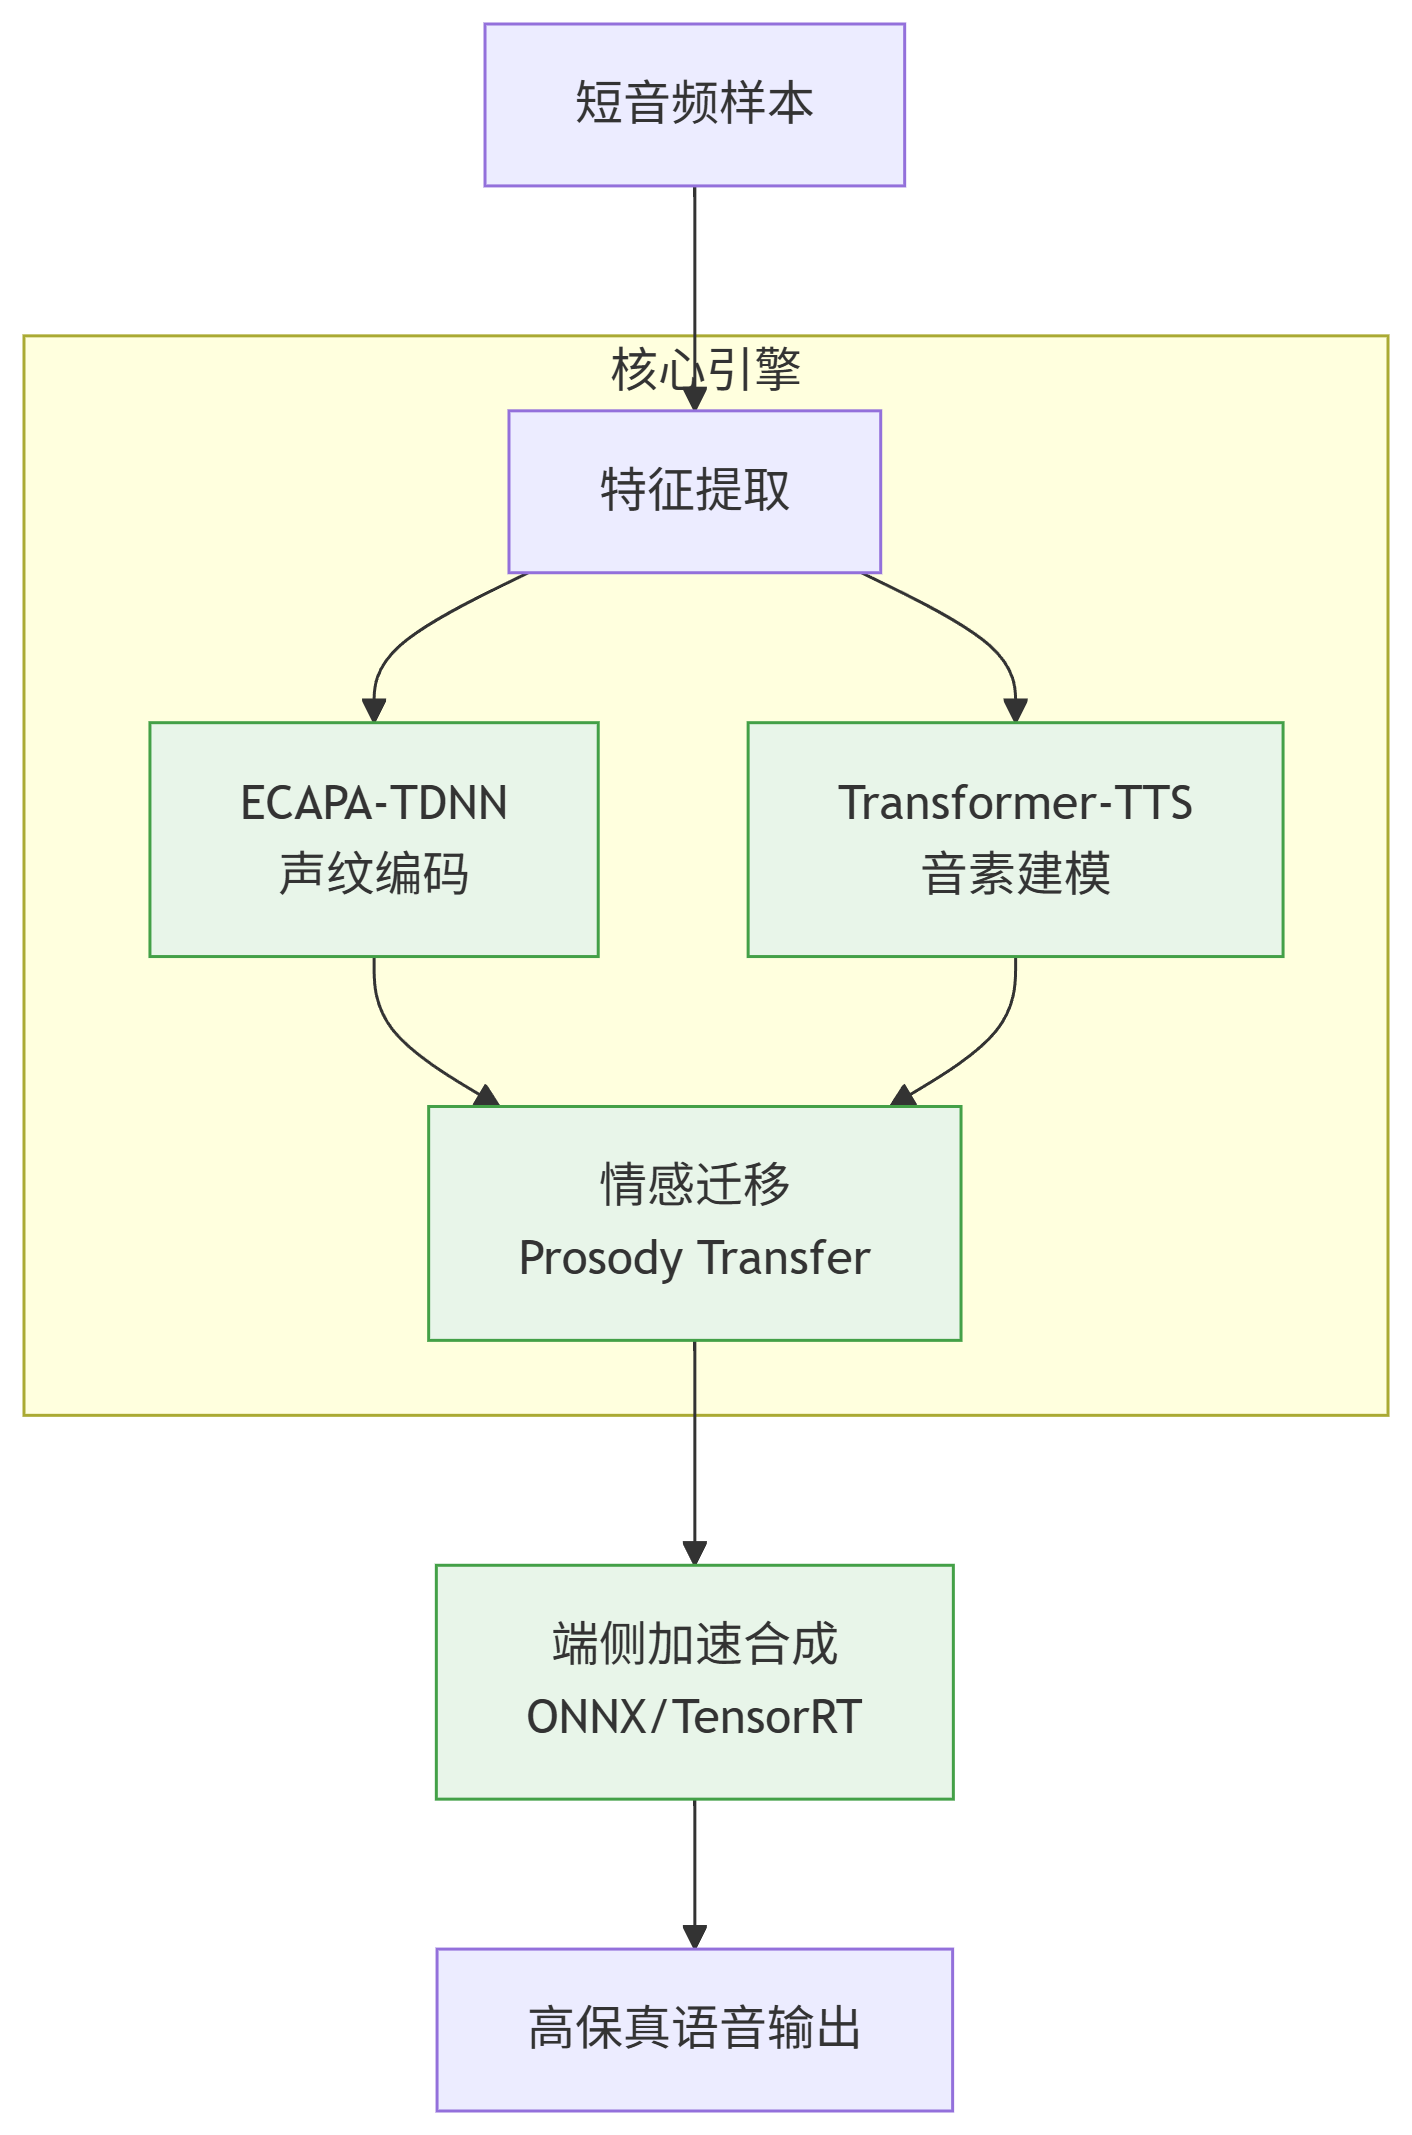 短音频样本
核心引擎
特征提取
ECAPA-TDNN
声纹编码
Transformer-TTS
音素建模
情感迁移
Prosody Transfer
端侧加速合成
ONNX/TensorRT
高保真语音输出